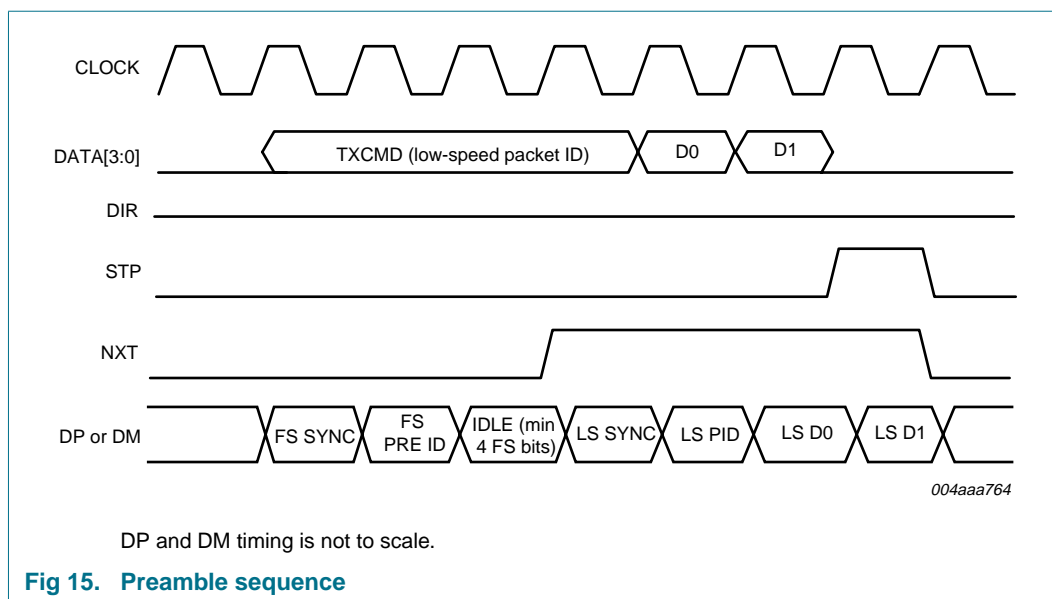 CLOCK
DATA[3:0]
TXCMD (low-speed packet ID)
D0
D1
DIR
STP
NXT
DP or DM
FS SYNC
FS
PRE ID
IDLE (min
4 FS bits)
LS SYNC
LS PID
LS D0
LS D1
004aaa764
DP and DM timing is not to scale.
Fig 15. Preamble sequence